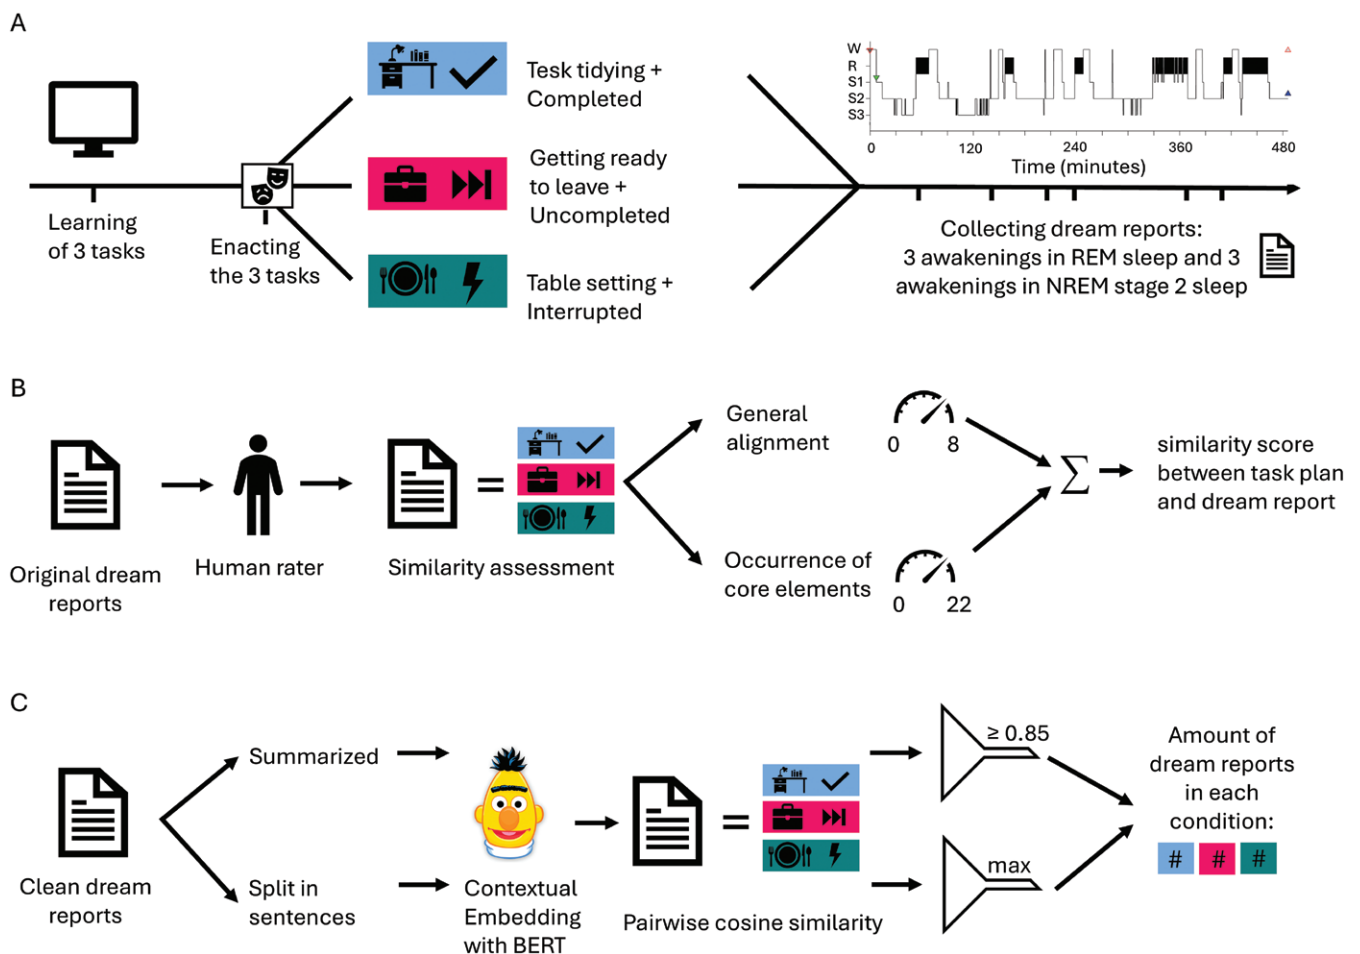 A
Learning
of 3 tasks
Enacting
the 3 tasks
Tesk tidying +
Completed
Getting ready
to leave +
Uncompleted
Table setting +
Interrupted
W
R
S1
S2
S3
0
120
240
360
480
Time (minutes)
Collecting dream reports:
3 awakenings in REM sleep and 3
awakenings in NREM stage 2 sleep
B
Original dream
reports
Human rater
Similarity assessment
General
alignment
0 8
Occurrence of
core elements
0 22
Σ
similarity score
between task plan
and dream report
C
Clean dream
reports
Summarized
Split in
sentences
Contextual
Embedding
with BERT
Pairwise cosine similarity
≥ 0.85
max
Amount of
dream reports
in each
condition:
# # #